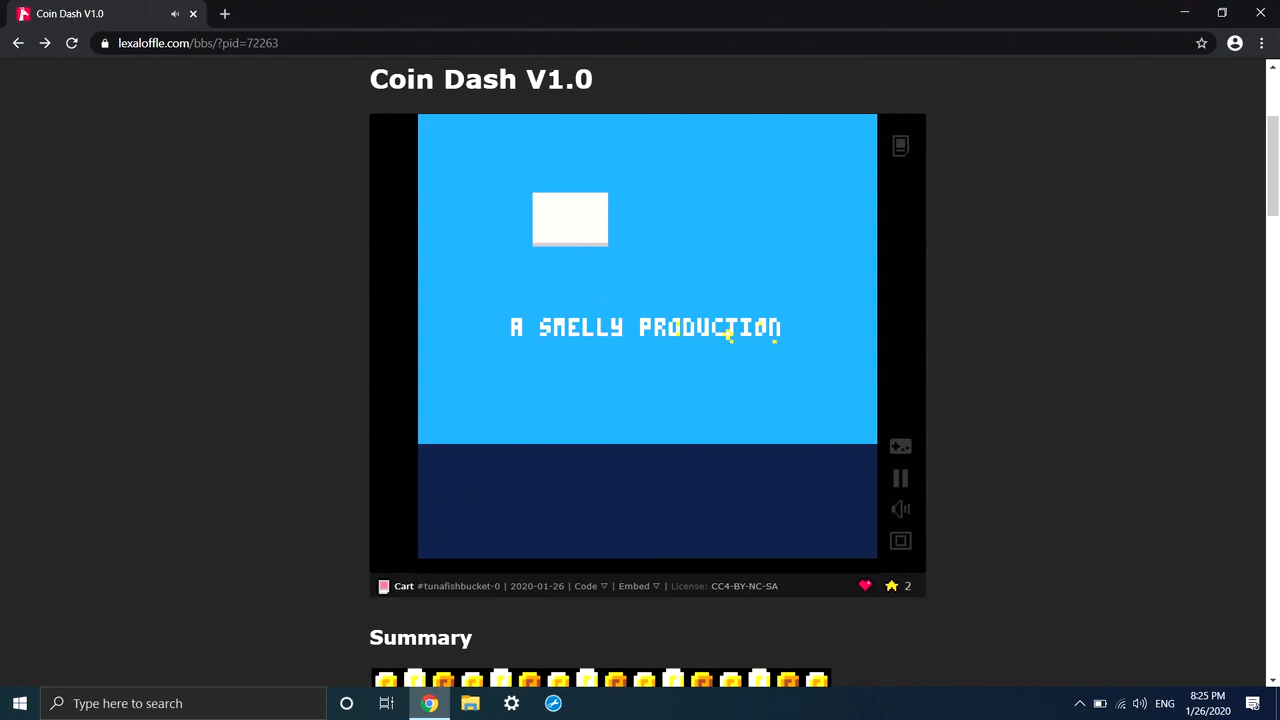 Coin Dash V1.0
lexaloffle.com/bbs/?pid=72263
Coin Dash V1.0
A SMELLY PRODUCTION
Cart #tunafishbucket-0 | 2020-01-26 | Code ▽ | Embed ▽ | License: CC4-BY-NC-SA
2
Summary
Type here to search
ENG
8:25 PM
1/26/2020